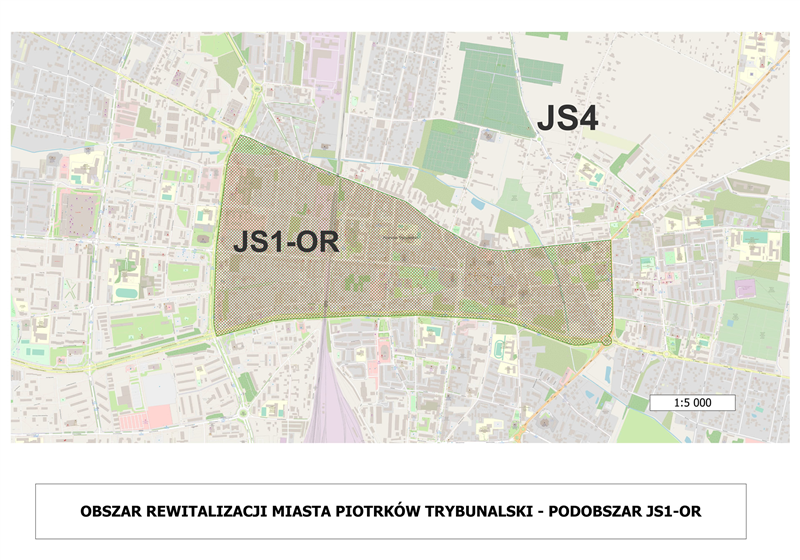 JS4
JS1-OR
1:5 000
OBSZAR REWITALIZACJI MIASTA PIOTRKÓW TRYBUNALSKI - PODOBSZAR JS1-OR